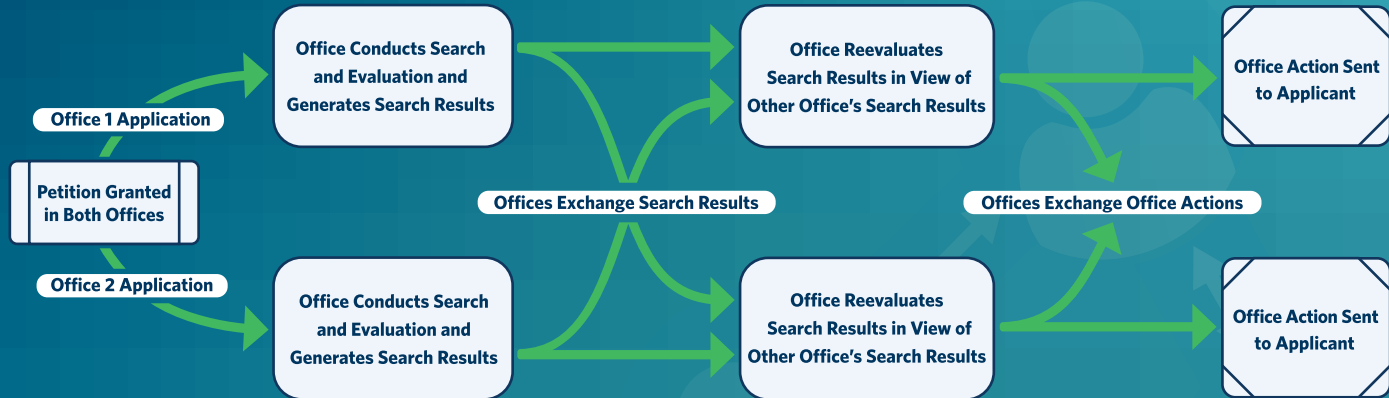 Office 1 Application
Petition Granted
in Both Offices
Office 2 Application
Office Conducts Search
and Evaluation and
Generates Search Results
Office Conducts Search
and Evaluation and
Generates Search Results
Offices Exchange Search Results
Office Reevaluates
Search Results in View of
Other Office's Search Results
Office Reevaluates
Search Results in View of
Other Office's Search Results
Offices Exchange Office Actions
Office Action Sent
to Applicant
Office Action Sent
to Applicant